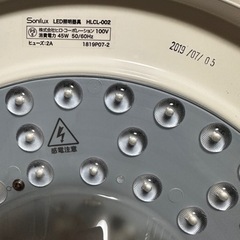 Sonilux LED照明器具 HLCL-002
株式会社ヒロ・コーポレーション 100V
消費電力 45W 50/60Hz
ヒューズ:2A 1819P07-2
2019/07/05
感電注意